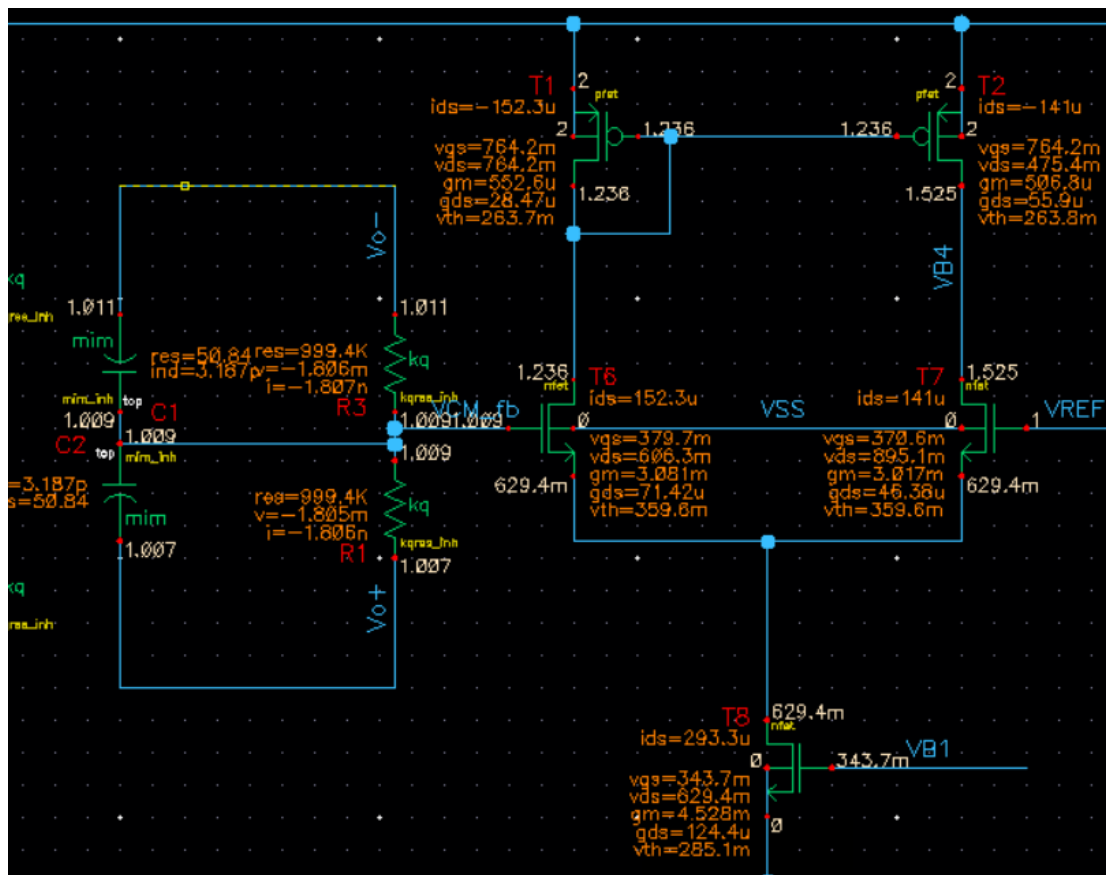 T1
2
pfet
ids=-152.3u
2
1.236
vgs=764.2m
vds=764.2m
gm=552.6u
gds=28.47u
vth=263.7m
1.236
2
T2
pfet
ids=-141u
1.236
2
vgs=764.2m
vds=475.4m
gm=506.8u
gds=55.9u
vth=263.8m
1.525
VB4
Vo-
kq
1.011
1.011
mim
res=50.84
ind=3.187p
res=999.4K
v=-1.806m
i=-1.807n
kq
kqres_inh
R3
mim_inh
top
1.009
C1
1.009
C2
top
mim_inh
1.009
VCM_fb
1.009
1.009
=3.187p
s=50.84
mim
1.007
res=999.4K
v=-1.805m
i=-1.806n
kq
kqres_inh
R1
1.007
Vo+
kq
1.236
T6
nfet
ids=152.3u
0
VSS
vgs=379.7m
vds=606.3m
gm=3.081m
gds=71.42u
vth=359.6m
629.4m
T7
1.525
nfet
ids=141u
0
1
VREF
vgs=370.6m
vds=895.1m
gm=3.017m
gds=46.38u
vth=359.6m
629.4m
T8
629.4m
nfet
ids=293.3u
0
343.7m
VB1
vgs=343.7m
vds=629.4m
gm=4.528m
gds=124.4u
vth=285.1m
0